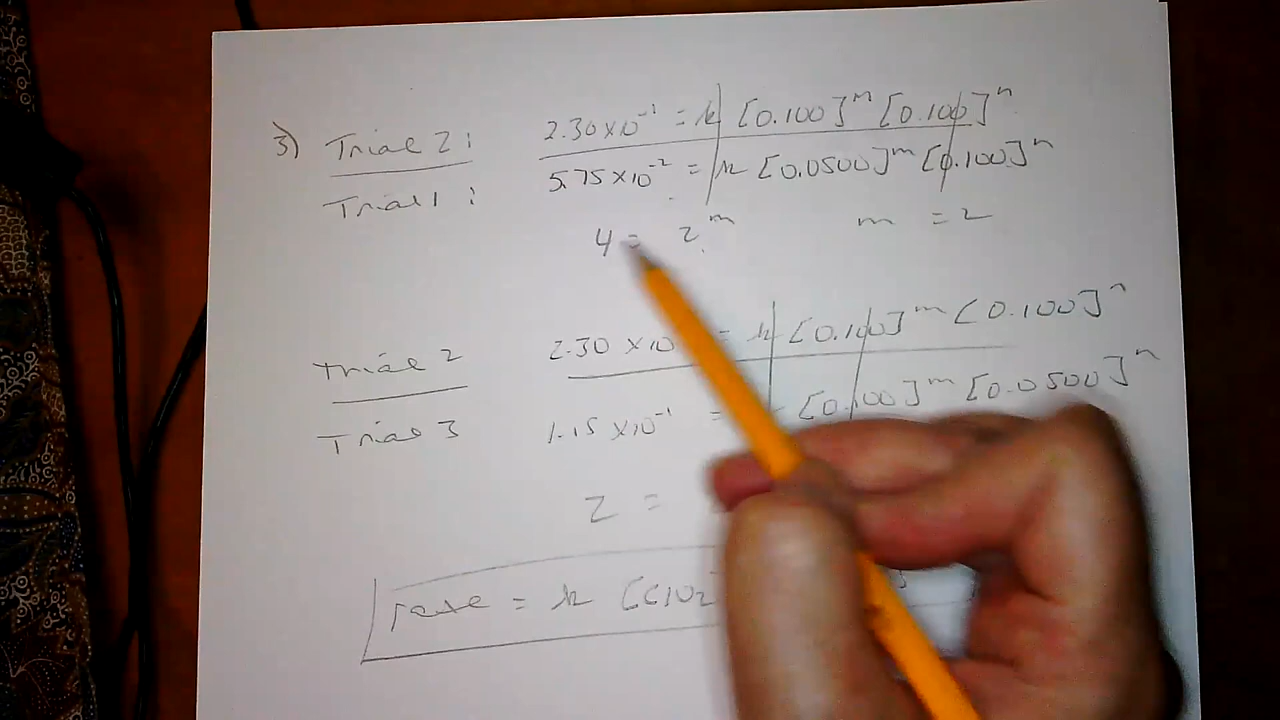 3) Trial 2: 2.30 x 10⁻¹ = k [0.100]ᵐ [0.100]ⁿ
Trial 1: 5.75 x 10⁻² = k [0.0500]ᵐ [0.100]ⁿ
4 = 2ᵐ m = 2
Trial 2 2.30 x 10 = k [0.100]ᵐ [0.100]ⁿ
Trial 3 1.15 x 10⁻¹ = [0.100]ᵐ [0.0500]ⁿ
2 =
rate = k [ClO₂